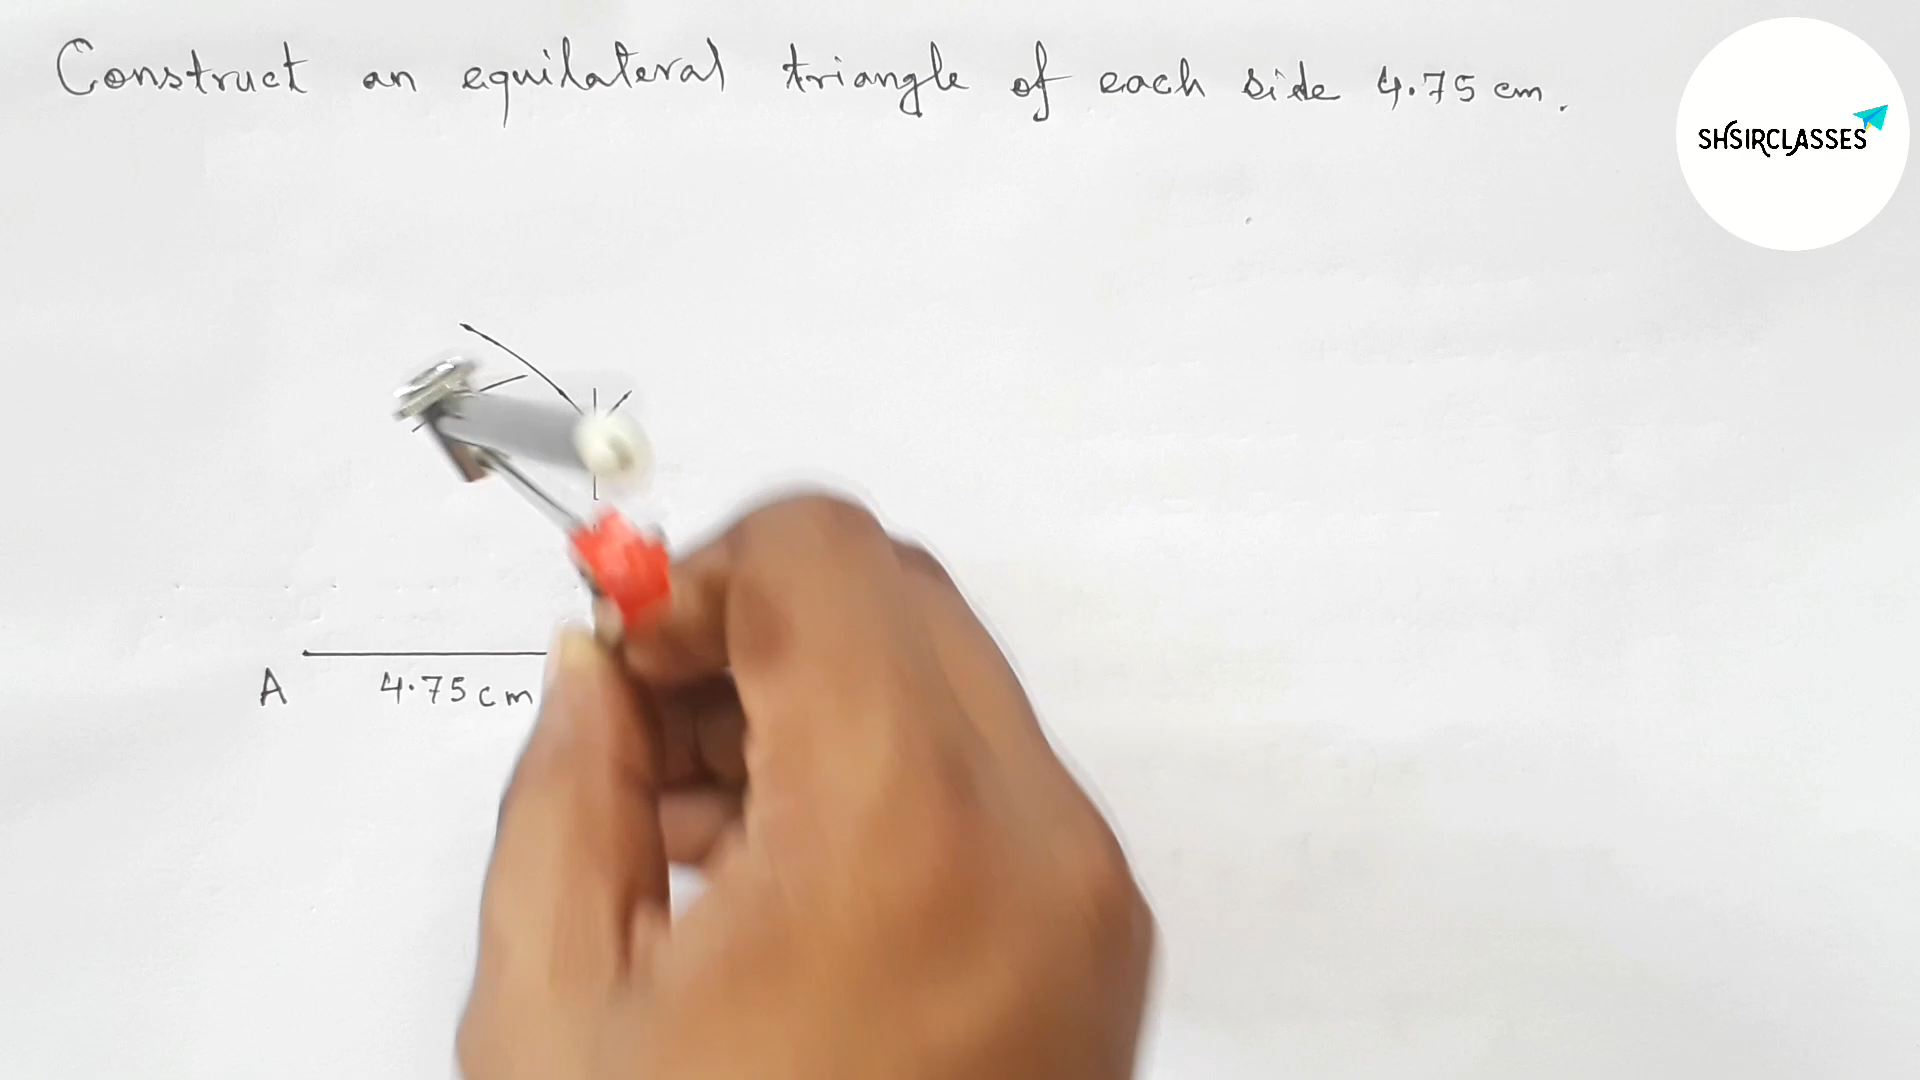 Construct an equilateral triangle of each side 4.75 cm.
SHSIRCLASSES
A 4.75 cm